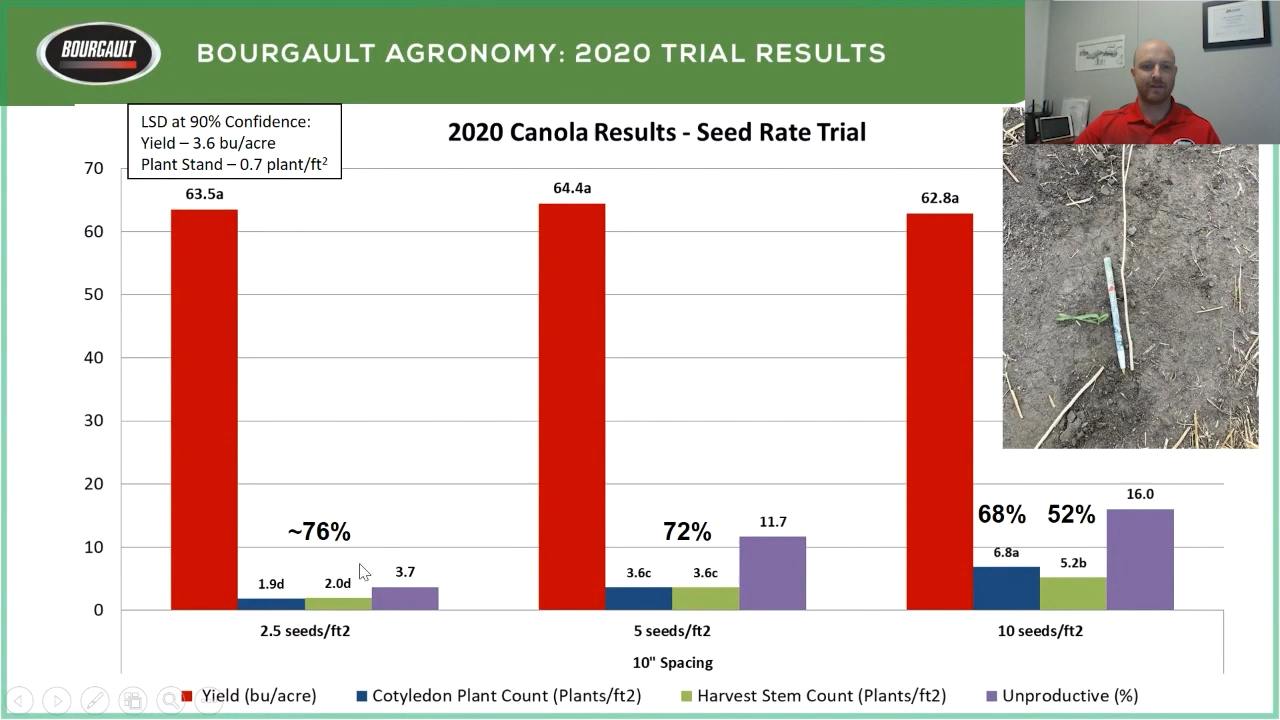 BOURGAULT
BOURGAULT AGRONOMY: 2020 TRIAL RESULTS
LSD at 90% Confidence:
Yield – 3.6 bu/acre
Plant Stand – 0.7 plant/ft²
2020 Canola Results - Seed Rate Trial
70
60
50
40
30
20
10
0
63.5a
1.9d
2.0d
3.7
~76%
64.4a
3.6c
3.6c
11.7
72%
62.8a
6.8a
5.2b
16.0
68% 52%
2.5 seeds/ft2
5 seeds/ft2
10 seeds/ft2
10" Spacing
Yield (bu/acre) Cotyledon Plant Count (Plants/ft2) Harvest Stem Count (Plants/ft2) Unproductive (%)